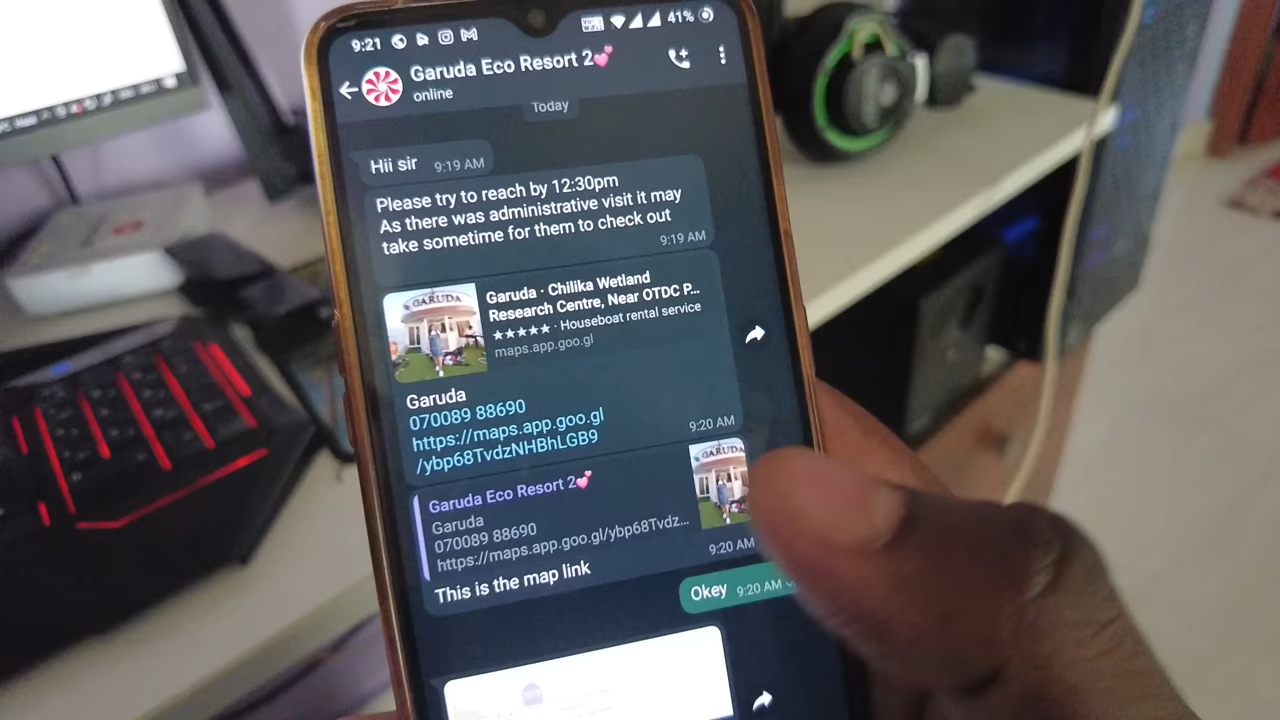 9:21
Vo WiFi
41%
Garuda Eco Resort 2💕
online
Today
Hii sir 9:19 AM
Please try to reach by 12:30pm
As there was administrative visit it may
take sometime for them to check out
9:19 AM
GARUDA
Garuda · Chilika Wetland
Research Centre, Near OTDC P...
★★★★★ · Houseboat rental service
maps.app.goo.gl
Garuda
070089 88690
https://maps.app.goo.gl
/ybp68TvdzNHBhLGB9
9:20 AM
Garuda Eco Resort 2💕
Garuda
070089 88690
https://maps.app.goo.gl/ybp68Tvdz...
GARUDA
This is the map link
9:20 AM
Okey 9:20 AM